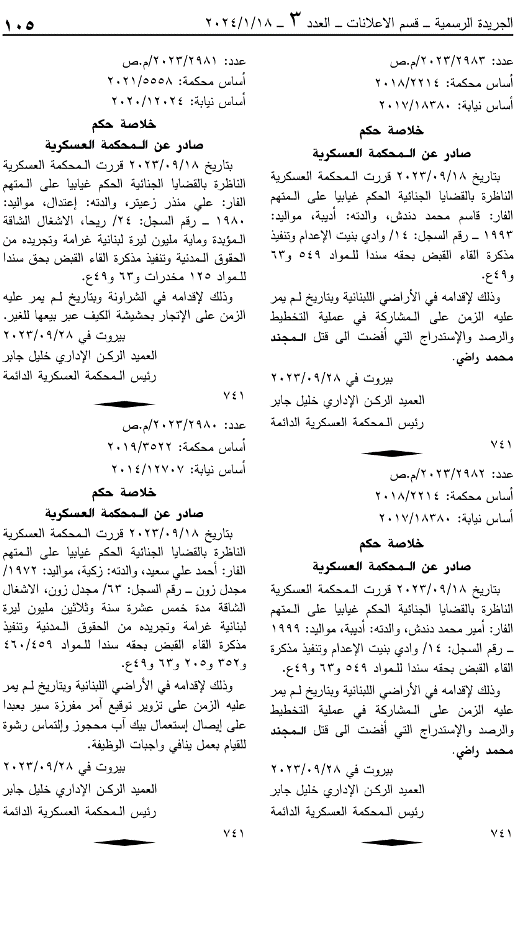 الجريدة الرسمية ــ قسم الاعلانات ــ العدد ٣ ــ ٢٠٢٤/١/١٨
١٠٥
عدد: ٢٠٢٣/٢٩٨٣/م.ص
أساس محكمة: ٢٠١٨/٢٢١٤
أساس نيابة: ٢٠١٧/١٨٣٨٠
خلاصة حكم
صادر عن المحكمة العسكرية
بتاريخ ٢٠٢٣/٠٩/١٨ قررت المحكمة العسكرية
الناظرة بالقضايا الجنائية الحكم غيابيا على المتهم
الفار: قاسم محمد دندش، والدته: أديبة، مواليد:
١٩٩٣ ــ رقم السجل: ١٤/ وادي بنيت الإعدام وتنفيذ
مذكرة القاء القبض بحقه سندا للمواد ٥٤٩ و٦٣
و٤٩ع.
وذلك لإقدامه في الأراضي اللبنانية وبتاريخ لم يمر
عليه الزمن على المشاركة في عملية التخطيط
والرصد والإستدراج التي أفضت الى قتل المجند
محمد راضي.
بيروت في ٢٠٢٣/٠٩/٢٨
العميد الركن الإداري خليل جابر
رئيس المحكمة العسكرية الدائمة
٧٤١
عدد: ٢٠٢٣/٢٩٨٢/م.ص
أساس محكمة: ٢٠١٨/٢٢١٤
أساس نيابة: ٢٠١٧/١٨٣٨٠
خلاصة حكم
صادر عن المحكمة العسكرية
بتاريخ ٢٠٢٣/٠٩/١٨ قررت المحكمة العسكرية
الناظرة بالقضايا الجنائية الحكم غيابيا على المتهم
الفار: أمير محمد دندش، والدته: أديبة، مواليد: ١٩٩٩
ــ رقم السجل: ١٤/ وادي بنيت الإعدام وتنفيذ مذكرة
القاء القبض بحقه سندا للمواد ٥٤٩ و٦٣ و٤٩ع.
وذلك لإقدامه في الأراضي اللبنانية وبتاريخ لم يمر
عليه الزمن على المشاركة في عملية التخطيط
والرصد والإستدراج التي أفضت الى قتل المجند
محمد راضي.
بيروت في ٢٠٢٣/٠٩/٢٨
العميد الركن الإداري خليل جابر
رئيس المحكمة العسكرية الدائمة
٧٤١
عدد: ٢٠٢٣/٢٩٨١/م.ص
أساس محكمة: ٢٠٢١/٥٥٥٨
أساس نيابة: ٢٠٢٠/١٢٠٢٤
خلاصة حكم
صادر عن المحكمة العسكرية
بتاريخ ٢٠٢٣/٠٩/١٨ قررت المحكمة العسكرية
الناظرة بالقضايا الجنائية الحكم غيابيا على المتهم
الفار: علي منذر زعيتر، والدته: إعتدال، مواليد:
١٩٨٠ ــ رقم السجل: ٢٤/ ريحا، الاشغال الشاقة
المؤبدة وماية مليون ليرة لبنانية غرامة وتجريده من
الحقوق المدنية وتنفيذ مذكرة القاء القبض بحق سندا
للمواد ١٢٥ مخدرات و٦٣ و٤٩ع.
وذلك لإقدامه في الشراونة وبتاريخ لم يمر عليه
الزمن على الإتجار بحشيشة الكيف عبر بيعها للغير.
بيروت في ٢٠٢٣/٠٩/٢٨
العميد الركن الإداري خليل جابر
رئيس المحكمة العسكرية الدائمة
٧٤١
عدد: ٢٠٢٣/٢٩٨٠/م.ص
أساس محكمة: ٢٠١٩/٣٥٢٢
أساس نيابة: ٢٠١٤/١٢٧٠٧
خلاصة حكم
صادر عن المحكمة العسكرية
بتاريخ ٢٠٢٣/٠٩/١٨ قررت المحكمة العسكرية
الناظرة بالقضايا الجنائية الحكم غيابيا على المتهم
الفار: أحمد علي سعيد، والدته: زكية، مواليد: ١٩٧٢/
مجدل زون ــ رقم السجل: ٦٣/ مجدل زون، الاشغال
الشاقة مدة خمس عشرة سنة وثلاثين مليون ليرة
لبنانية غرامة وتجريده من الحقوق المدنية وتنفيذ
مذكرة القاء القبض بحقه سندا للمواد ٤٦٠/٤٥٩
و٣٥٢ و٢٠٥ و٦٣ و٤٩ع.
وذلك لإقدامه في الأراضي اللبنانية وبتاريخ لم يمر
عليه الزمن على تزوير توقيع آمر مفرزة سير بعبدا
على إيصال إستعمال بيك آب محجوز وإلتماس رشوة
للقيام بعمل ينافي واجبات الوظيفة.
بيروت في ٢٠٢٣/٠٩/٢٨
العميد الركن الإداري خليل جابر
رئيس المحكمة العسكرية الدائمة
٧٤١